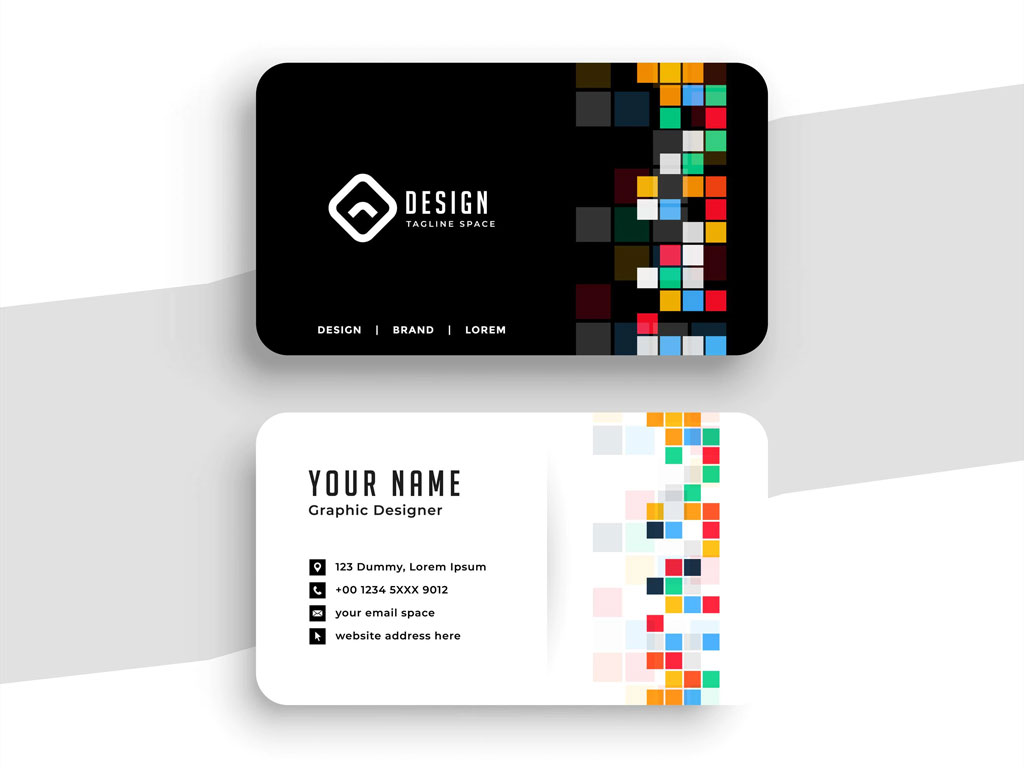 DESIGN
TAGLINE SPACE
DESIGN | BRAND | LOREM
YOUR NAME
Graphic Designer
123 Dummy, Lorem Ipsum
+00 1234 5XXX 9012
your email space
website address here